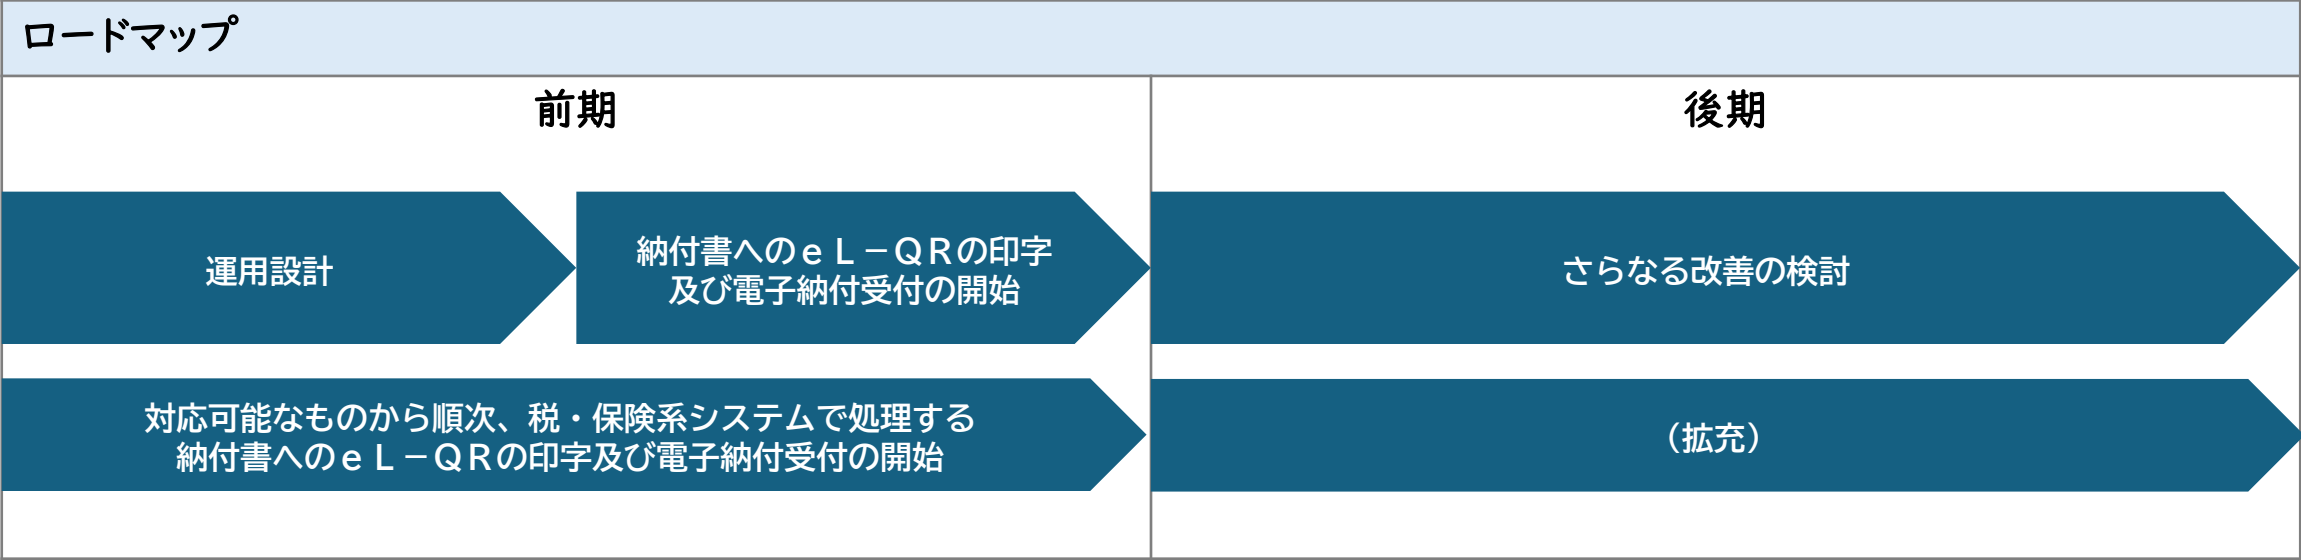 ロードマップ
前期
後期
運用設計
納付書へのｅＬ－ＱＲの印字
及び電子納付受付の開始
さらなる改善の検討
対応可能なものから順次、税・保険系システムで処理する
納付書へのｅＬ－ＱＲの印字及び電子納付受付の開始
（拡充）